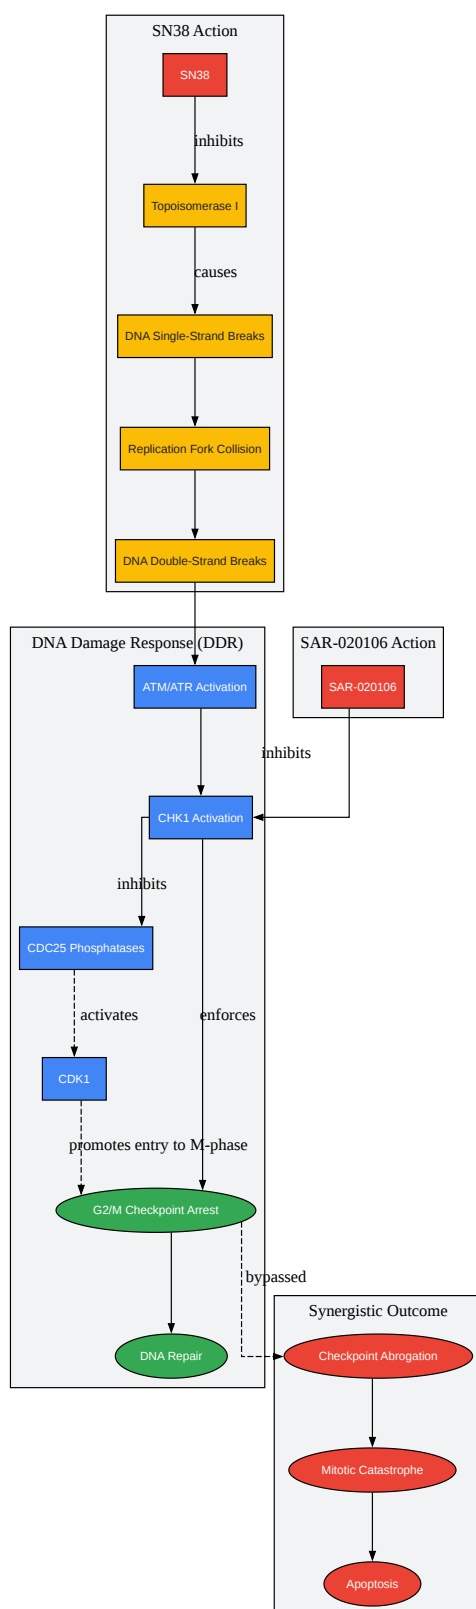 SN38 Action
SN38
inhibits
Topoisomerase I
causes
DNA Single-Strand Breaks
Replication Fork Collision
DNA Double-Strand Breaks
DNA Damage Response (DDR)
SAR-020106 Action
ATM/ATR Activation
SAR-020106
inhibits
CHK1 Activation
inhibits
CDC25 Phosphatases
activates
enforces
CDK1
promotes entry to M-phase
G2/M Checkpoint Arrest
bypassed
Synergistic Outcome
DNA Repair
Checkpoint Abrogation
Mitotic Catastrophe
Apoptosis